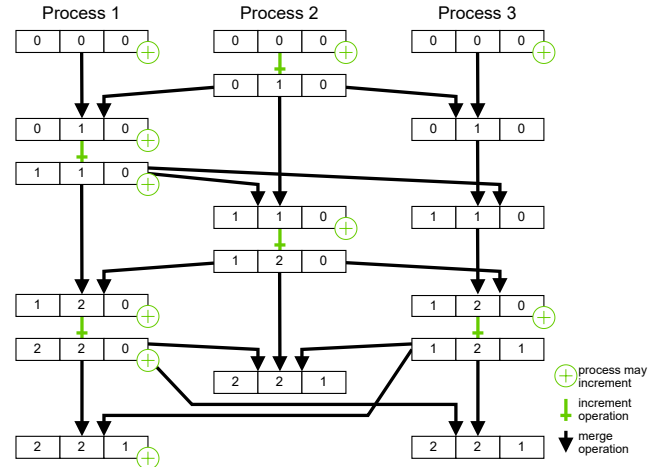 Process 1 Process 2 Process 3
0 0 0 0 0 0 0 0 0
0 1 0
0 1 0 0 1 0
1 1 0
1 1 0 1 1 0
1 2 0
1 2 0 1 2 0
2 2 0 1 2 1
process may
increment
2 2 1
increment
operation
merge
operation
2 2 1 2 2 1